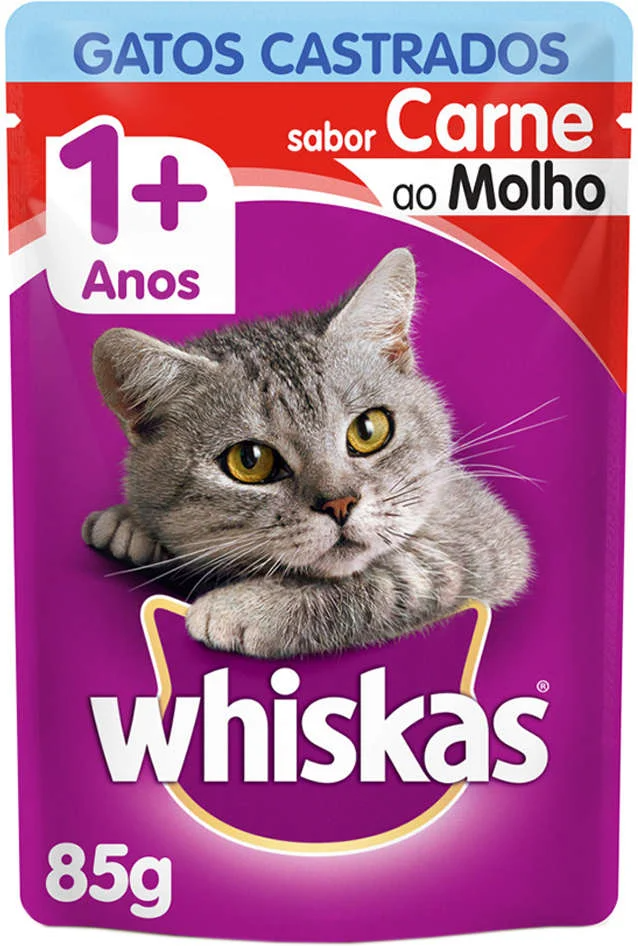 GATOS CASTRADOS
sabor Carne
ao Molho
1+
Anos
whiskas®
85g